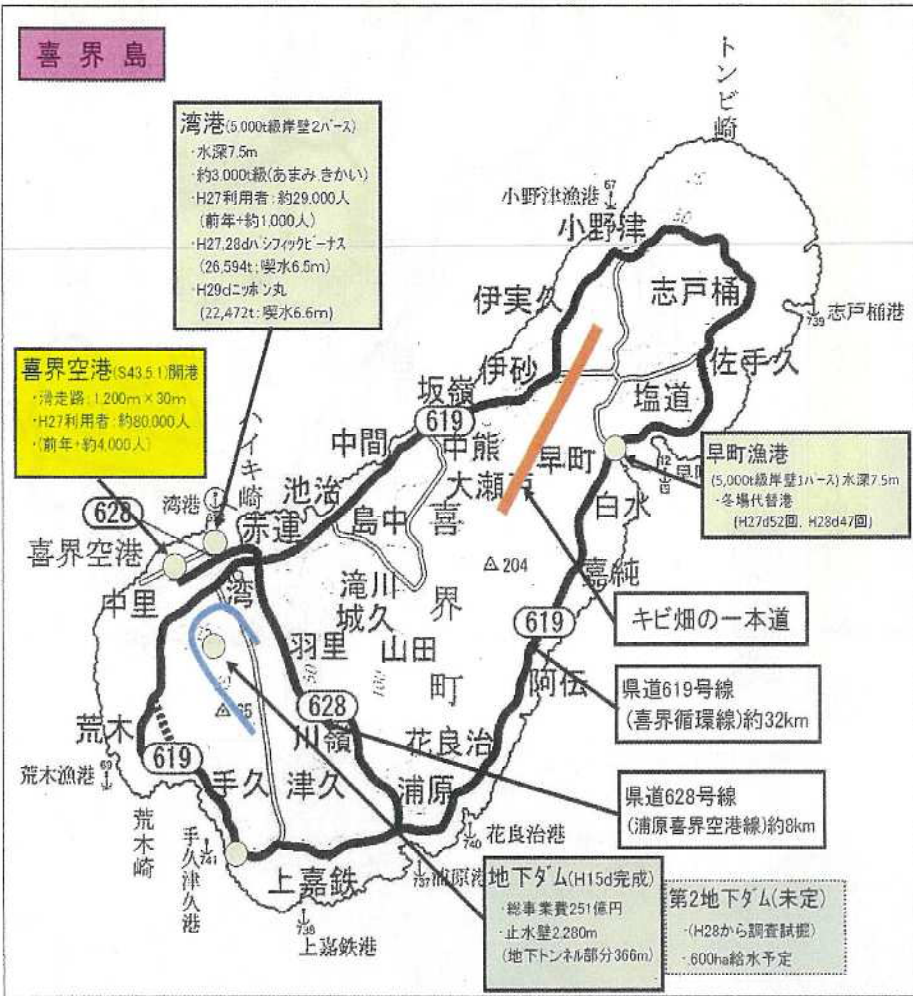 喜界島
トンビ崎
湾港(5,000t級岸壁2バース)
・水深7.5m
・約3,000t級(あまみ,きかい)
・H27利用者:約29,000人
(前年+約1,000人)
・H27,28dパシフィックビーナス
(26,594t:喫水6.5m)
・H29dニッポン丸
(22,472t:喫水6.6m)
小野津漁港
67
小野津
志戸桶
伊実久
739
志戸桶港
佐手久
喜界空港(S43.5.1)開港
・滑走路:1,200m×30m
・H27利用者:約80,000人
・(前年+約4,000人)
伊砂
坂嶺
塩道
619
中間
中熊
早町
大瀬戸
早町漁港
(5,000t級岸壁1バース)水深7.5m
・冬場代替港
(H27d52回, H28d47回)
ハイキ崎
湾港
池治
628
赤連
島中
喜
白水
喜界空港
204
嘉鈍
中里
湾
滝川
城久
界
キビ畑の一本道
羽里
山田
619
50
100
町
阿伝
県道619号線
(喜界循環線)約32km
65
628
荒木
川嶺
花良治
619
荒木漁港
69
手久
津久
浦原
県道628号線
(浦原喜界空港線)約8km
荒木崎
手久津久港
741
740
花良治港
上嘉鉄
737
浦原港
738
上嘉鉄港
地下ダム(H15d完成)
・総事業費251億円
・止水壁2,280m
(地下トンネル部分366m)
第2地下ダム(未定)
・(H28から調査試掘)
・600ha給水予定